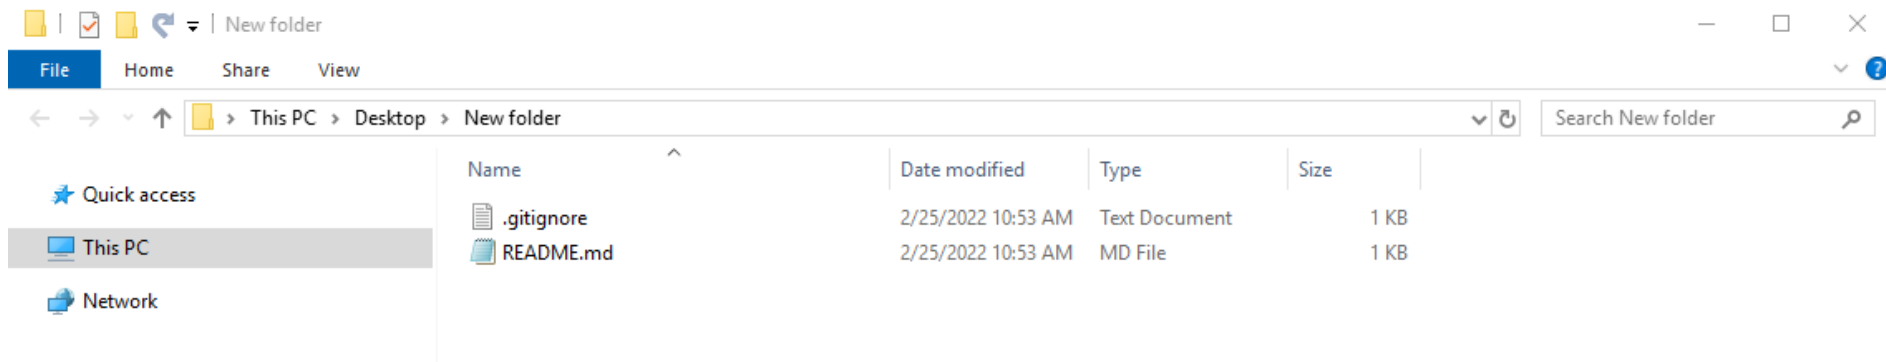 New folder
File Home Share View
This PC > Desktop > New folder
Search New folder
Name Date modified Type Size
Quick access
.gitignore 2/25/2022 10:53 AM Text Document 1 KB
This PC
README.md 2/25/2022 10:53 AM MD File 1 KB
Network